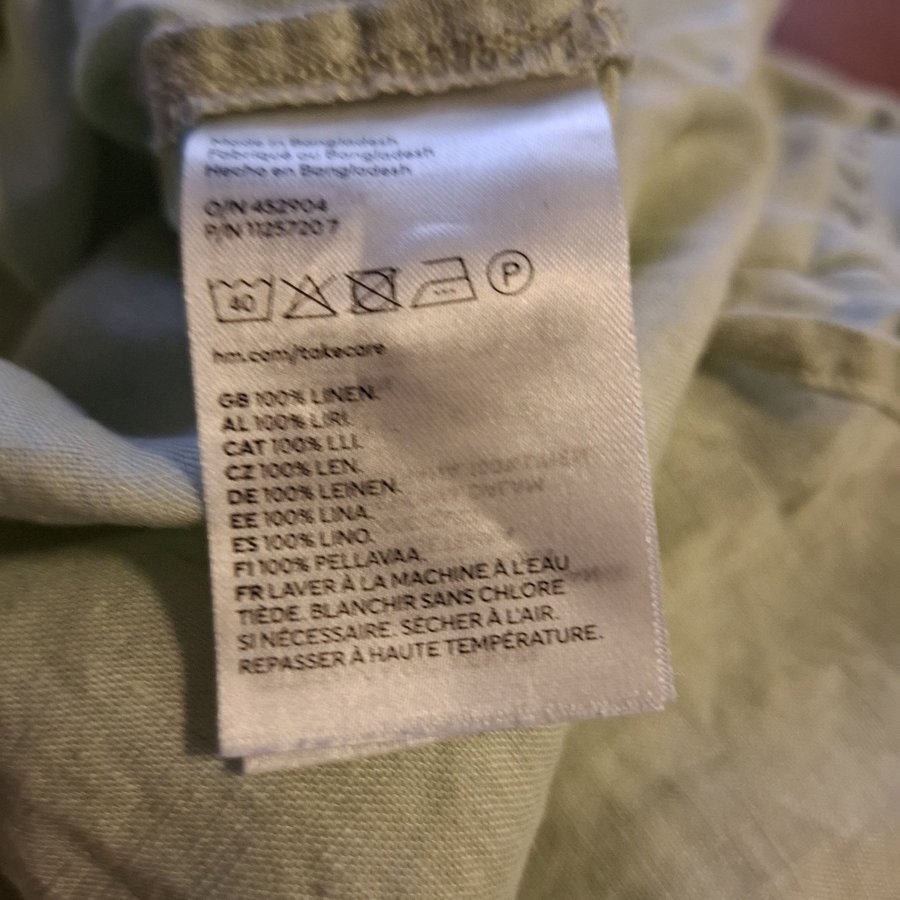 Made in Bangladesh
Fabriqué au Bangladesh
Hecho en Bangladesh
O/N 452904
P/N 1125720 7
40
P
hm.com/takecare
GB 100% LINEN.
AL 100% LIRI.
CAT 100% LLI.
CZ 100% LEN.
DE 100% LEINEN.
EE 100% LINA.
ES 100% LINO.
FI 100% PELLAVAA.
FR LAVER À LA MACHINE À L'EAU
TIÈDE. BLANCHIR SANS CHLORE
SI NÉCESSAIRE. SÉCHER À L'AIR.
REPASSER À HAUTE TEMPÉRATURE.